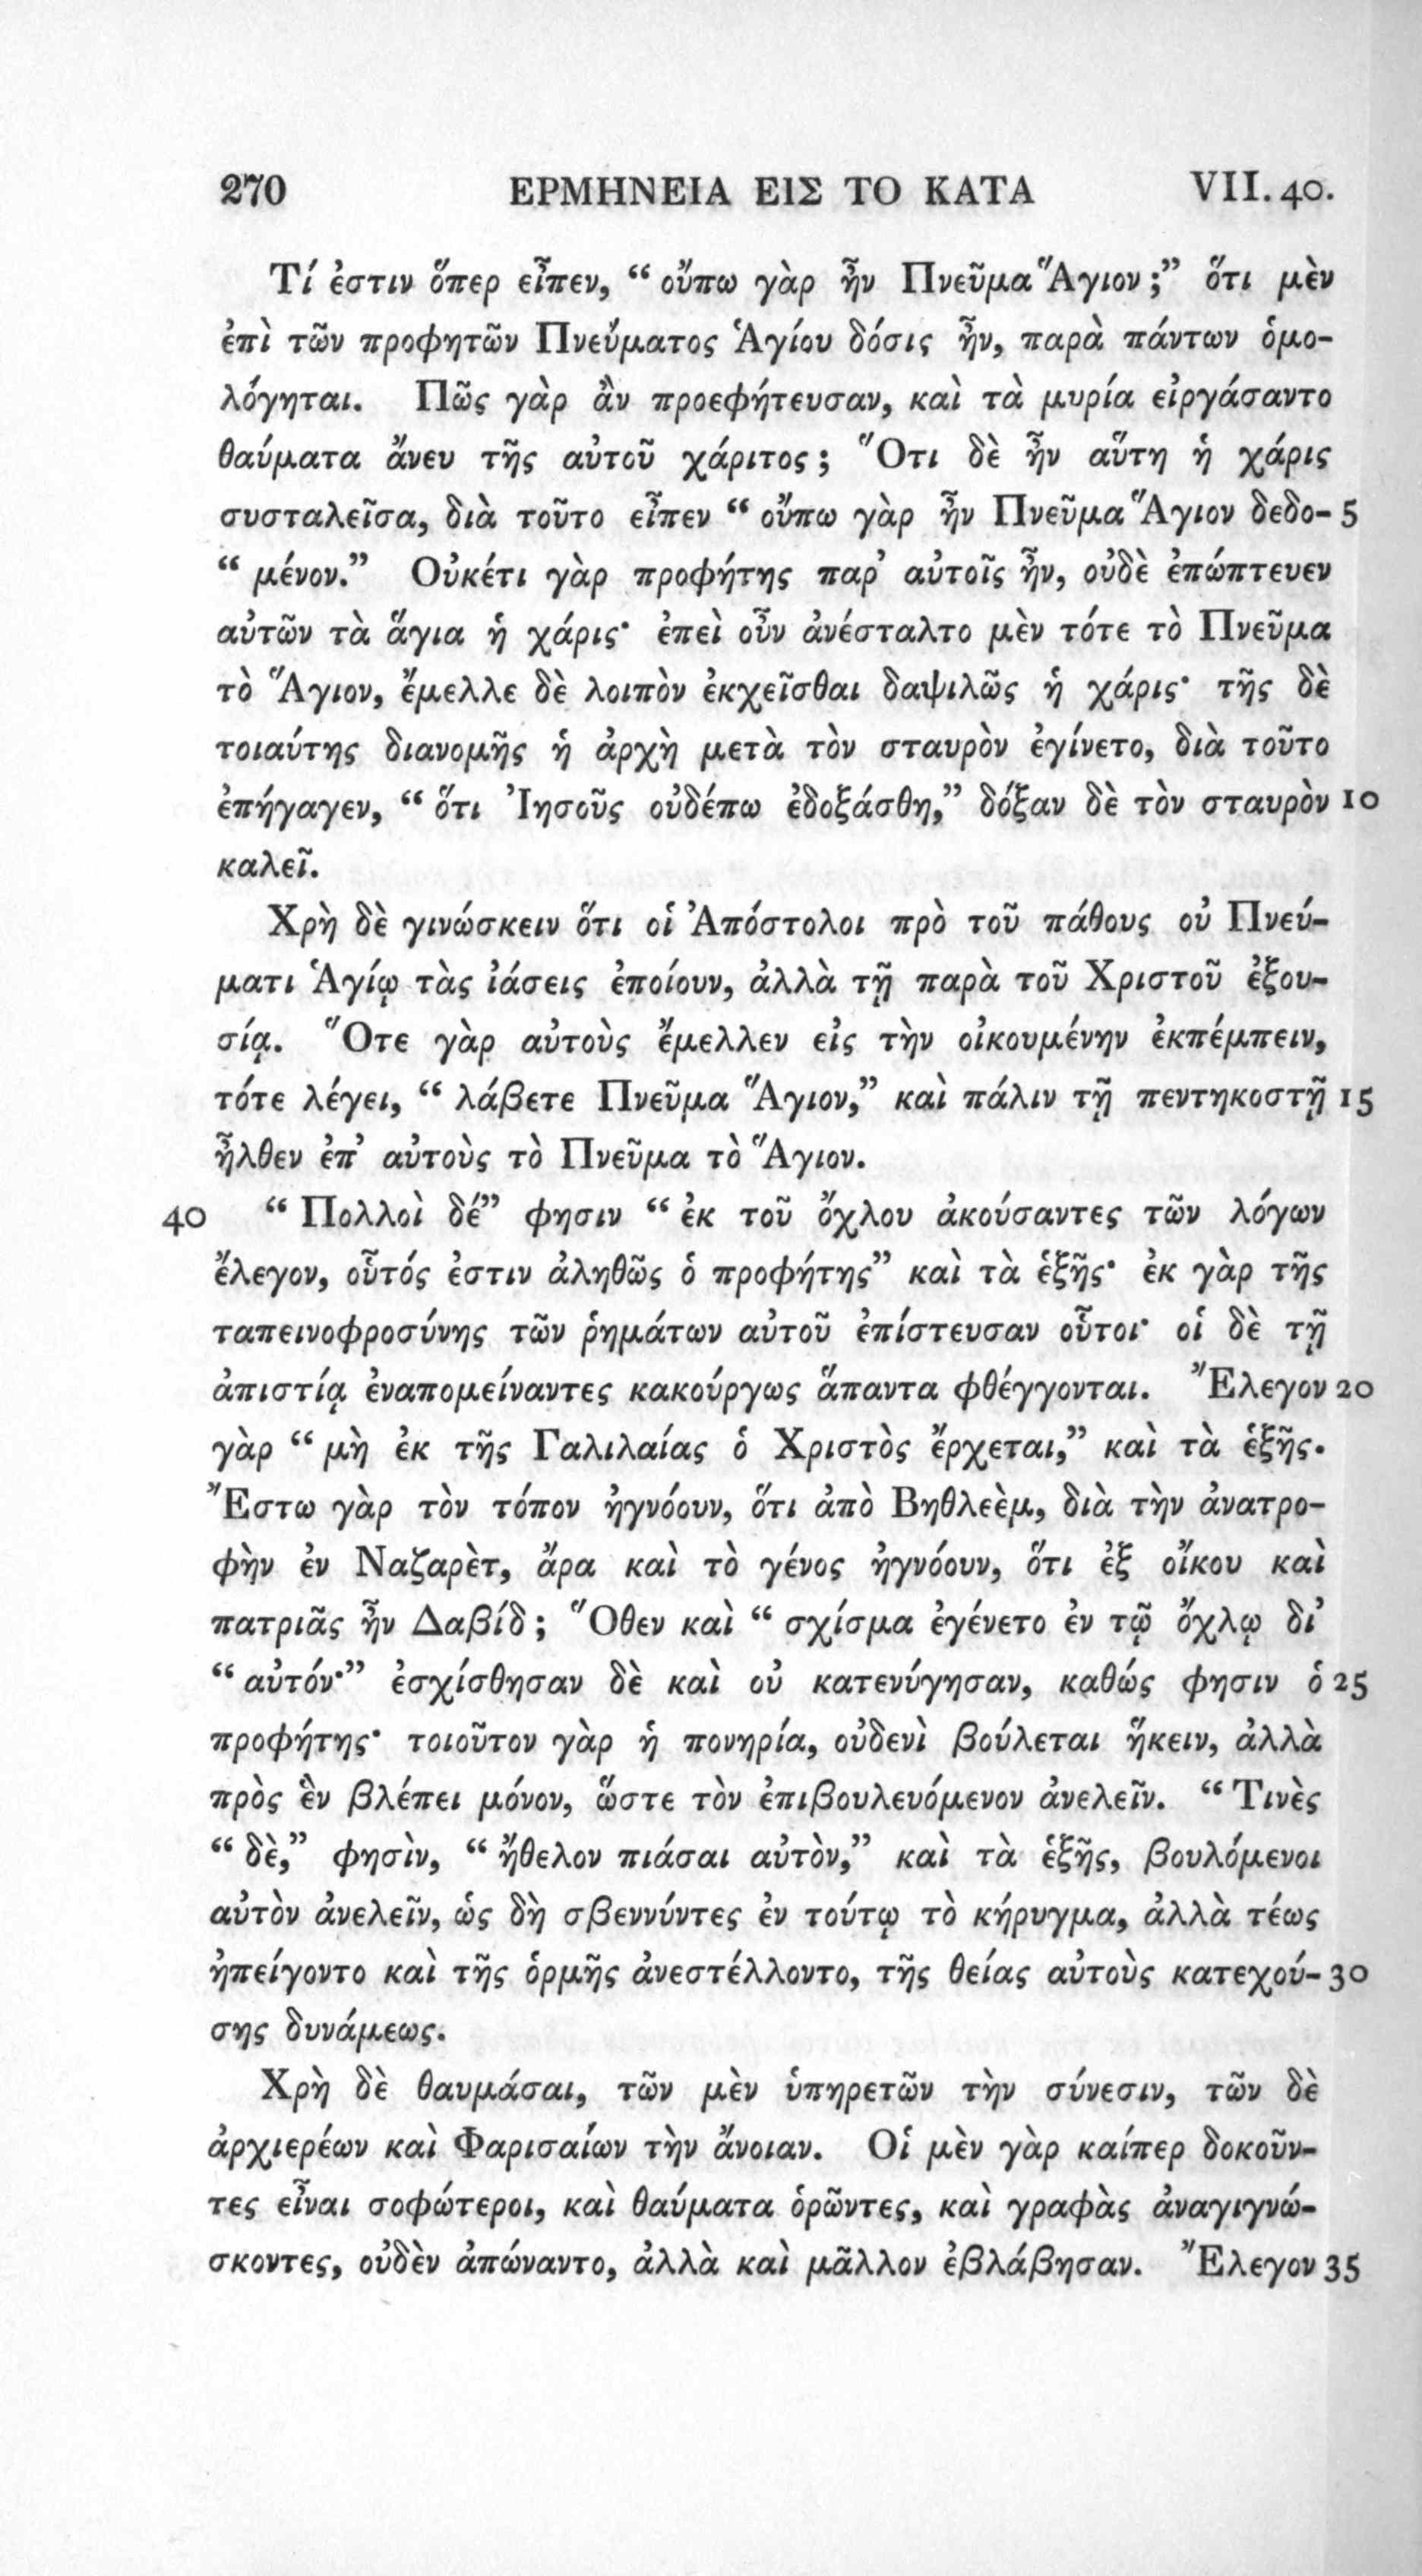 270 ΕΡΜΗΝΕΙΑ ΕΙΣ ΤΟ ΚΑΤΑ VII. 40.
Τί ἐστιν ὅπερ εἶπεν, “ οὔπω γὰρ ἦν Πνεῦμα Ἅγιον ;” ὅτι μὲν
ἐπὶ τῶν προφητῶν Πνεύματος Ἁγίου δόσις ἦν, παρὰ πάντων ὁμο-
λόγηται. Πῶς γὰρ ἂν προεφήτευσαν, καὶ τὰ μυρία εἰργάσαντο
θαύματα ἄνευ τῆς αὐτοῦ χάριτος ; Ὅτι δὲ ἦν αὕτη ἡ χάρις
συσταλεῖσα, διὰ τοῦτο εἶπεν “ οὔπω γὰρ ἦν Πνεῦμα Ἅγιον δεδο- 5
“ μένον.” Οὐκέτι γὰρ προφήτης παρ’ αὐτοῖς ἦν, οὐδὲ ἐπώπτευεν
αὐτῶν τὰ ἅγια ἡ χάρις· ἐπεὶ οὖν ἀνέσταλτο μὲν τότε τὸ Πνεῦμα
τὸ Ἅγιον, ἔμελλε δὲ λοιπὸν ἐκχεῖσθαι δαψιλῶς ἡ χάρις· τῆς δὲ
τοιαύτης διανομῆς ἡ ἀρχὴ μετὰ τὸν σταυρὸν ἐγίνετο, διὰ τοῦτο
ἐπήγαγεν, “ ὅτι Ἰησοῦς οὐδέπω ἐδοξάσθη,” δόξαν δὲ τὸν σταυρὸν 10
καλεῖ.
Χρὴ δὲ γινώσκειν ὅτι οἱ Ἀπόστολοι πρὸ τοῦ πάθους οὐ Πνεύ-
ματι Ἁγίῳ τὰς ἰάσεις ἐποίουν, ἀλλὰ τῇ παρὰ τοῦ Χριστοῦ ἐξου-
σίᾳ. Ὅτε γὰρ αὐτοὺς ἔμελλεν εἰς τὴν οἰκουμένην ἐκπέμπειν,
τότε λέγει, “ λάβετε Πνεῦμα Ἅγιον,” καὶ πάλιν τῇ πεντηκοστῇ 15
ἦλθεν ἐπ’ αὐτοὺς τὸ Πνεῦμα τὸ Ἅγιον.
40 “ Πολλοὶ δέ” φησιν “ ἐκ τοῦ ὄχλου ἀκούσαντες τῶν λόγων
ἔλεγον, οὗτός ἐστιν ἀληθῶς ὁ προφήτης” καὶ τὰ ἑξῆς· ἐκ γὰρ τῆς
ταπεινοφροσύνης τῶν ῥημάτων αὐτοῦ ἐπίστευσαν οὗτοι· οἱ δὲ τῇ
ἀπιστίᾳ ἐναπομείναντες κακούργως ἅπαντα φθέγγονται. Ἔλεγον 20
γὰρ “ μὴ ἐκ τῆς Γαλιλαίας ὁ Χριστὸς ἔρχεται,” καὶ τὰ ἑξῆς.
Ἔστω γὰρ τὸν τόπον ἠγνόουν, ὅτι ἀπὸ Βηθλεὲμ, διὰ τὴν ἀνατρο-
φὴν ἐν Ναζαρὲτ, ἄρα καὶ τὸ γένος ἠγνόουν, ὅτι ἐξ οἴκου καὶ
πατριᾶς ἦν Δαβίδ ; Ὅθεν καὶ “ σχίσμα ἐγένετο ἐν τῷ ὄχλῳ δι’
“ αὐτόν·” ἐσχίσθησαν δὲ καὶ οὐ κατενύγησαν, καθώς φησιν ὁ 25
προφήτης· τοιοῦτον γὰρ ἡ πονηρία, οὐδενὶ βούλεται ἥκειν, ἀλλὰ
πρὸς ἓν βλέπει μόνον, ὥστε τὸν ἐπιβουλευόμενον ἀνελεῖν. “ Τινὲς
“ δὲ,” φησὶν, “ ἤθελον πιάσαι αὐτὸν,” καὶ τὰ ἑξῆς, βουλόμενοι
αὐτὸν ἀνελεῖν, ὡς δὴ σβεννύντες ἐν τούτῳ τὸ κήρυγμα, ἀλλὰ τέως
ἠπείγοντο καὶ τῆς ὁρμῆς ἀνεστέλλοντο, τῆς θείας αὐτοὺς κατεχού- 30
σης δυνάμεως.
Χρὴ δὲ θαυμάσαι, τῶν μὲν ὑπηρετῶν τὴν σύνεσιν, τῶν δὲ
ἀρχιερέων καὶ Φαρισαίων τὴν ἄνοιαν. Οἱ μὲν γὰρ καίπερ δοκοῦν-
τες εἶναι σοφώτεροι, καὶ θαύματα ὁρῶντες, καὶ γραφὰς ἀναγιγνώ-
σκοντες, οὐδὲν ἀπώναντο, ἀλλὰ καὶ μᾶλλον ἐβλάβησαν. Ἔλεγον 35